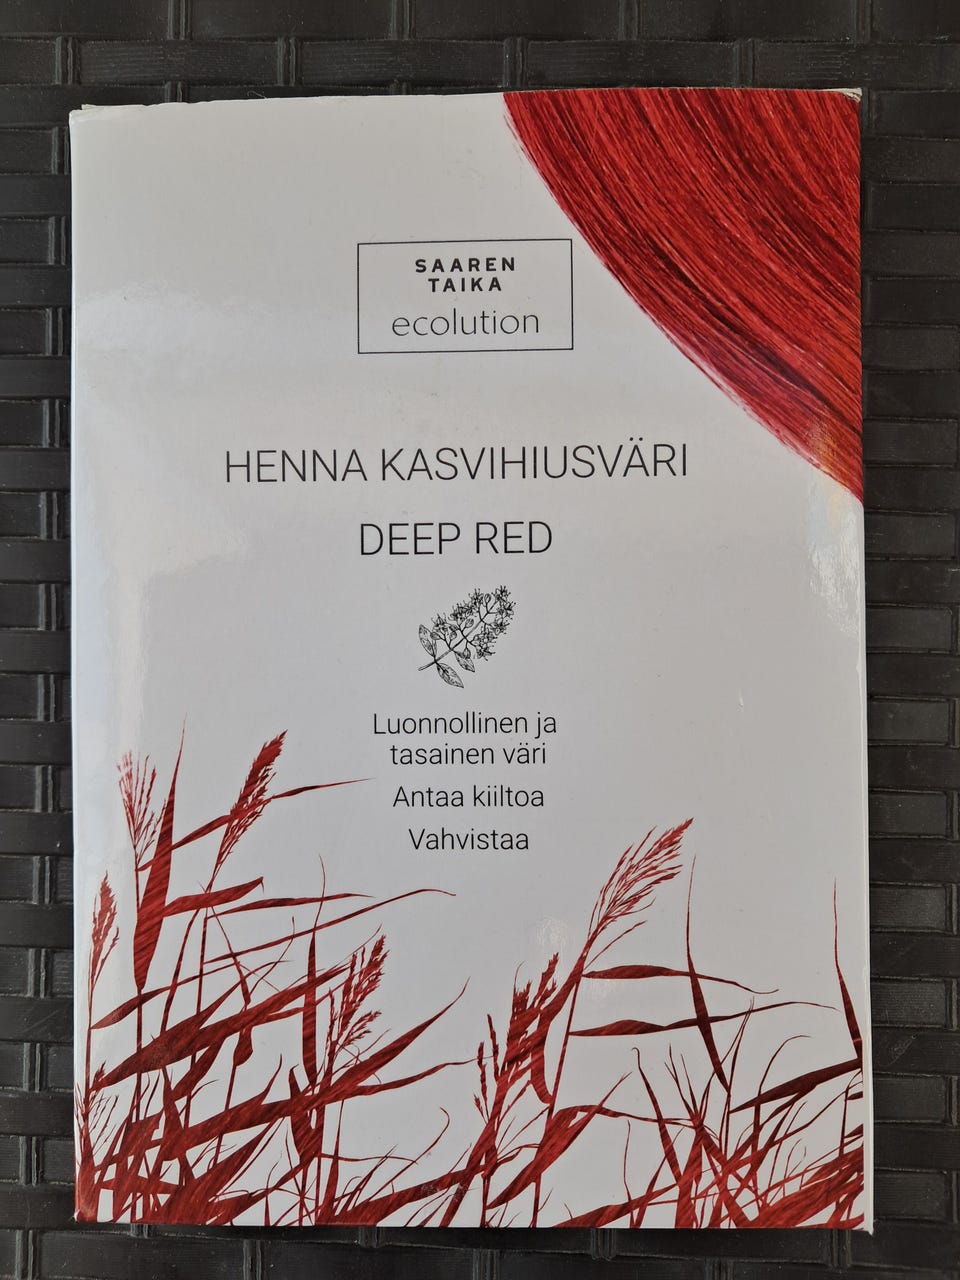 SAAREN
TAIKA
ecolution
HENNA KASVIHIUSVÄRI
DEEP RED
Luonnollinen ja
tasainen väri
Antaa kiiltoa
Vahvistaa